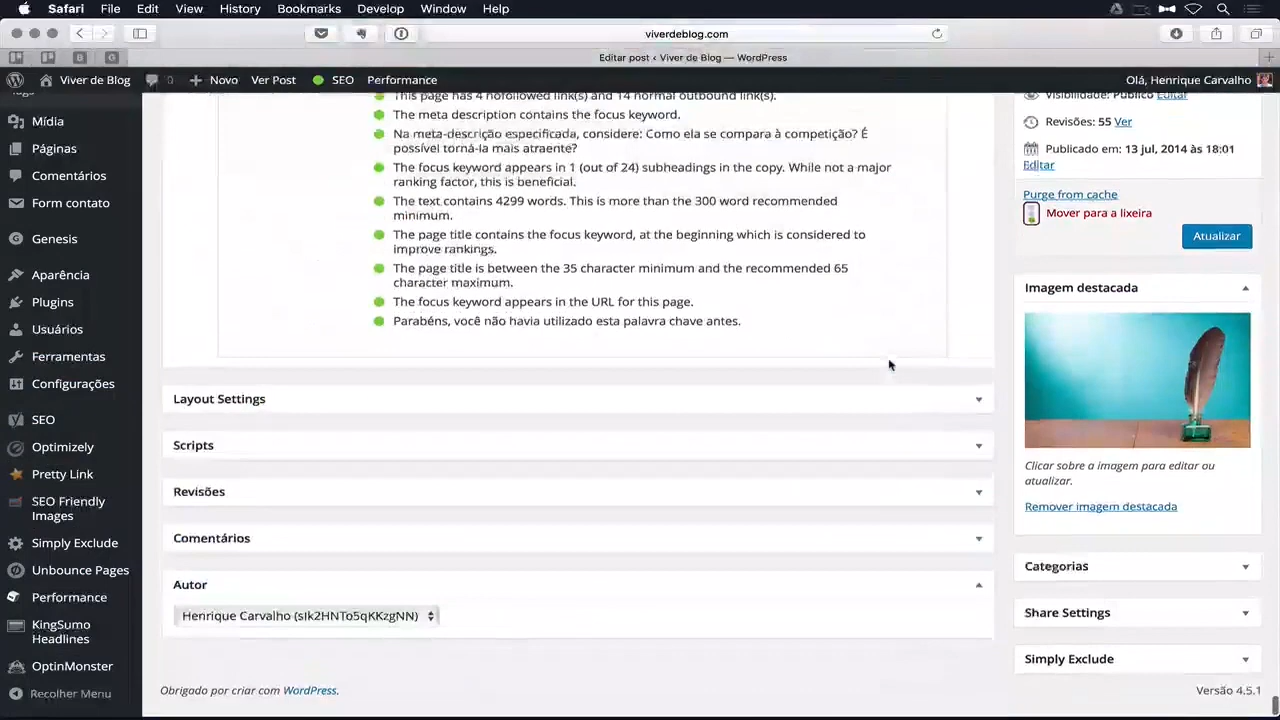 Safari File Edit View History Bookmarks Develop Window Help
viverdeblog.com
Editar post ‹ Viver de Blog — WordPress
Viver de Blog 0 Novo Ver Post SEO Performance Olá, Henrique Carvalho
Tags
Mídia
Páginas
Comentários
Form contato
Genesis
Aparência
Plugins
Usuários
Ferramentas
Configurações
SEO
Optimizely
Pretty Link
SEO Friendly
Images
Simply Exclude
Unbounce Pages
Performance
KingSumo
Headlines
OptinMonster
Recolher Menu
This page has 4 nofollowed link(s) and 14 normal outbound link(s).
The meta description contains the focus keyword.
Na meta-descrição especificada, considere: Como ela se compara à competição? É
possível torná-la mais atraente?
The focus keyword appears in 1 (out of 24) subheadings in the copy. While not a major
ranking factor, this is beneficial.
The text contains 4299 words. This is more than the 300 word recommended
minimum.
The page title contains the focus keyword, at the beginning which is considered to
improve rankings.
The page title is between the 35 character minimum and the recommended 65
character maximum.
The focus keyword appears in the URL for this page.
Parabéns, você não havia utilizado esta palavra chave antes.
Layout Settings
Scripts
Revisões
Comentários
Autor
Henrique Carvalho (sIk2HNTo5qKKzgNN)
Obrigado por criar com WordPress.
Visibilidade: Público Editar
Revisões: 55 Ver
Publicado em: 13 jul, 2014 às 18:01
Editar
Purge from cache
Mover para a lixeira
Atualizar
Imagem destacada
Clicar sobre a imagem para editar ou
atualizar.
Remover imagem destacada
Categorias
Share Settings
Simply Exclude
Versão 4.5.1